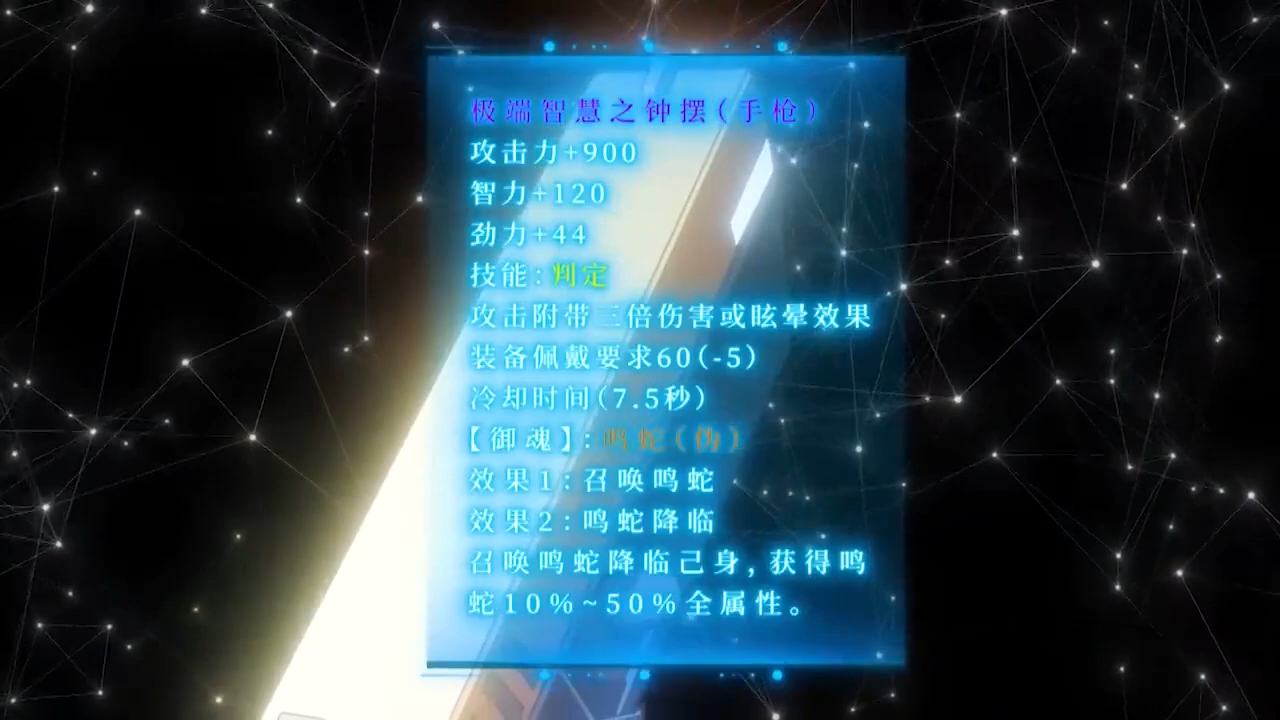 极端智慧之钟摆(手枪)
攻击力+900
智力+120
劲力+44
技能:判定
攻击附带三倍伤害或眩晕效果
装备佩戴要求60(-5)
冷却时间(7.5秒)
【御魂】:鸣蛇(伪)
效果1:召唤鸣蛇
效果2:鸣蛇降临
召唤鸣蛇降临己身,获得鸣
蛇10%~50%全属性。